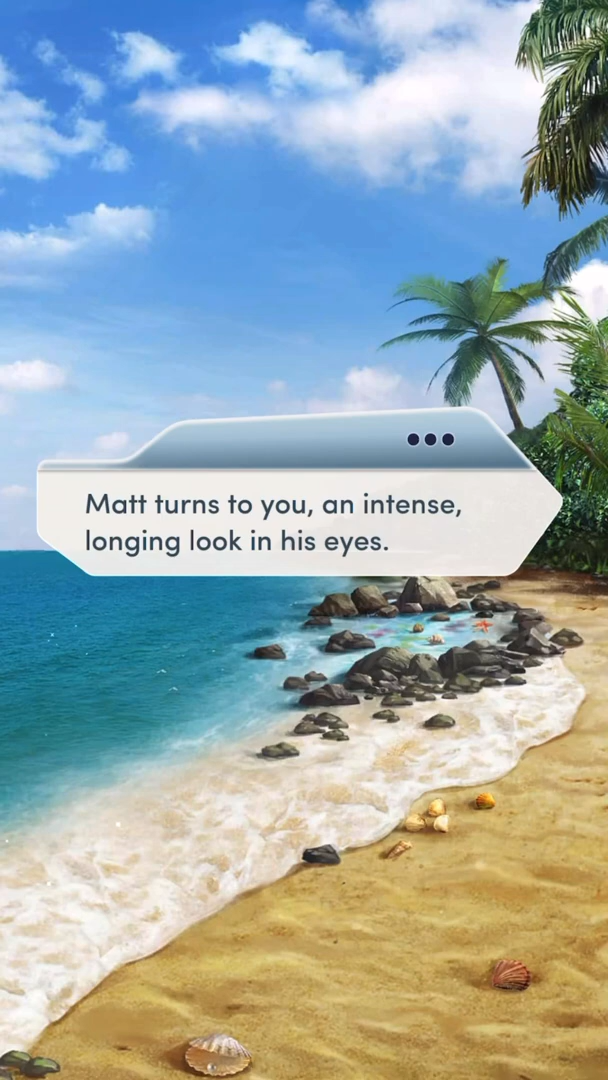 Matt turns to you, an intense,
longing look in his eyes.